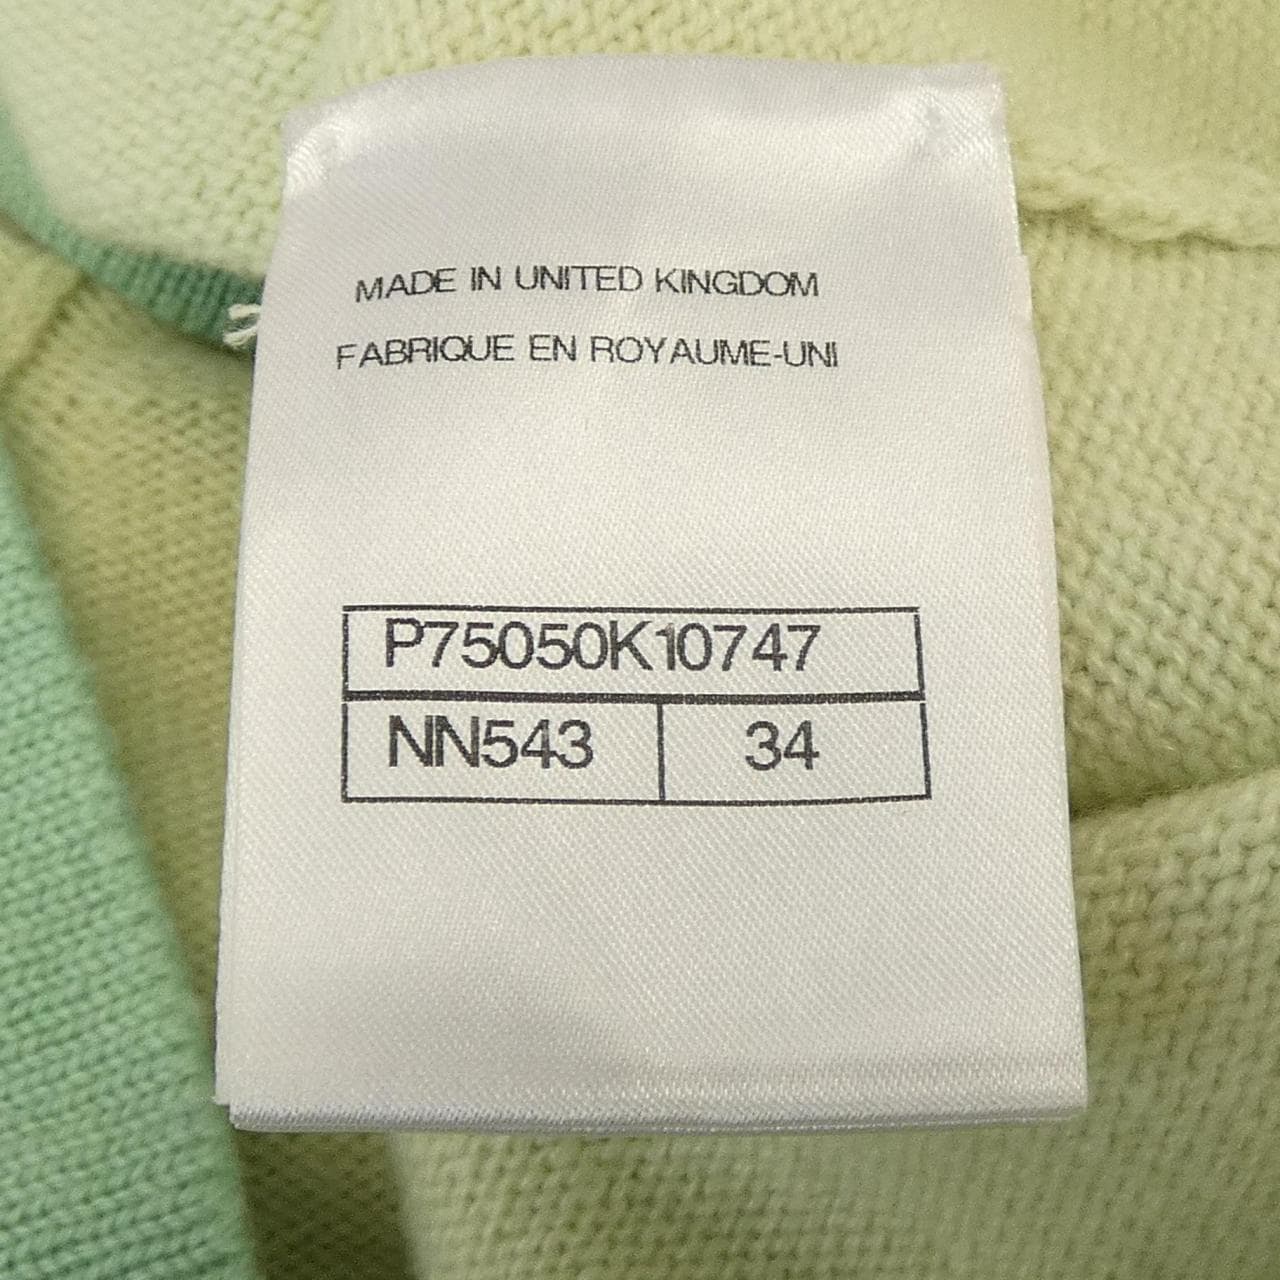 MADE IN UNITED KINGDOM
FABRIQUE EN ROYAUME-UNI
P75050K10747
NN543 34